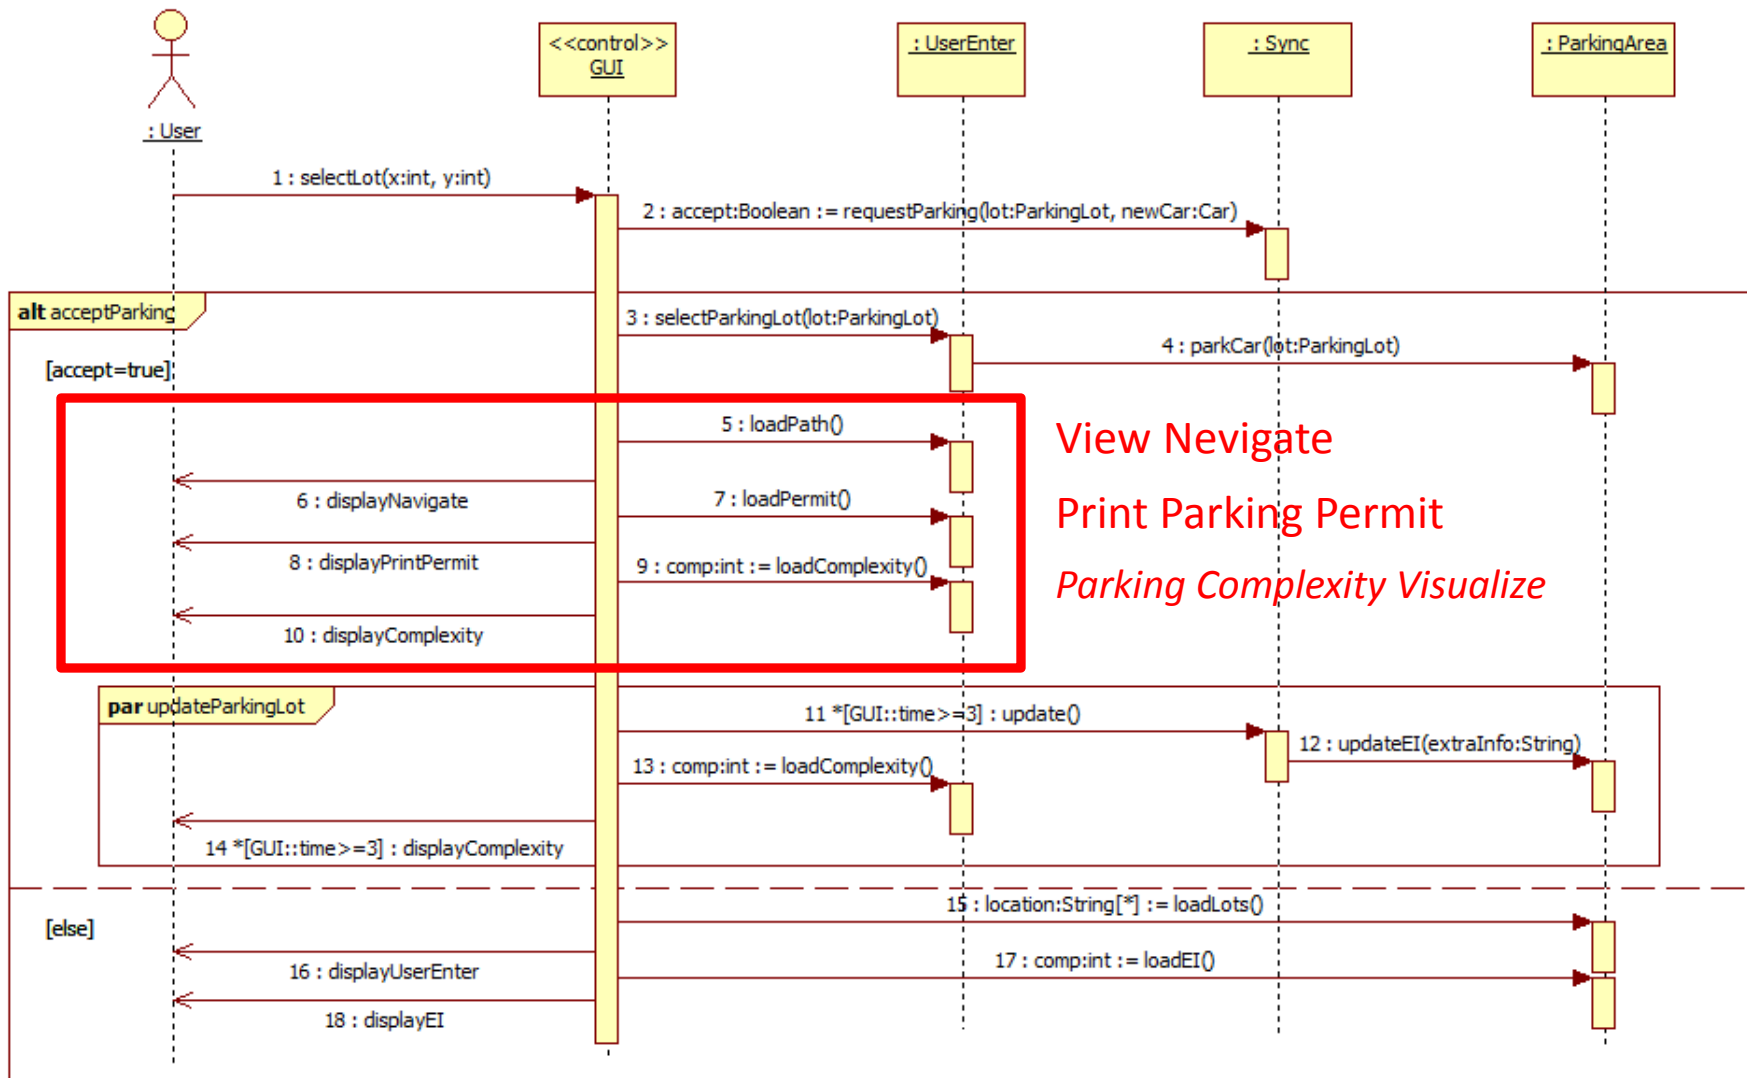 <<control>>
GUI
: UserEnter
: Sync
: ParkingArea
: User
1 : selectLot(x:int, y:int)
2 : accept:Boolean := requestParking(lot:ParkingLot, newCar:Car)
alt acceptParking
3 : selectParkingLot(lot:ParkingLot)
4 : parkCar(lot:ParkingLot)
[accept=true]
5 : loadPath()
View Nevigate
6 : displayNavigate
7 : loadPermit()
Print Parking Permit
8 : displayPrintPermit
9 : comp:int := loadComplexity()
Parking Complexity Visualize
10 : displayComplexity
par updateParkingLot
11 *[GUI::time>=3] : update()
12 : updateEI(extraInfo:String)
13 : comp:int := loadComplexity()
14 *[GUI::time>=3] : displayComplexity
15 : location:String[*] := loadLots()
[else]
16 : displayUserEnter
17 : comp:int := loadEI()
18 : displayEI